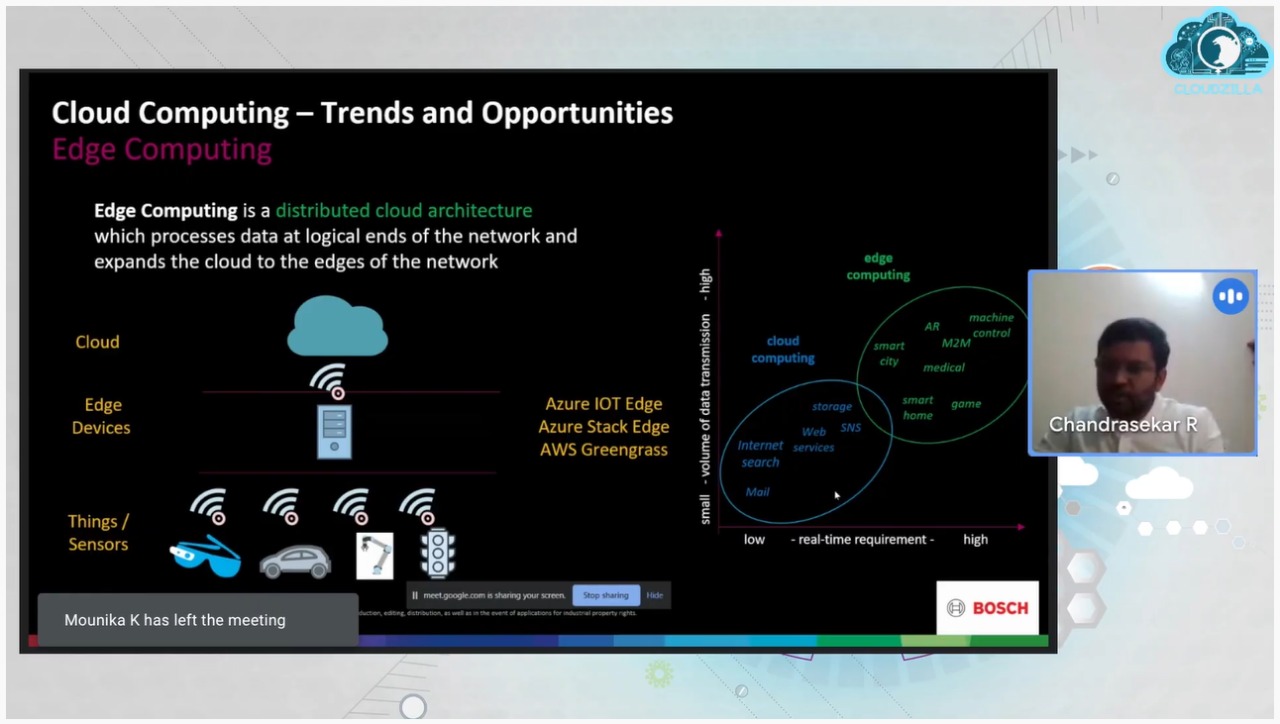 CLOUDZILLA
Cloud Computing – Trends and Opportunities
Edge Computing
Edge Computing is a distributed cloud architecture
which processes data at logical ends of the network and
expands the cloud to the edges of the network
Cloud
Edge
Devices
Azure IOT Edge
Azure Stack Edge
AWS Greengrass
Things /
Sensors
small - volume of data transmission - high
edge
computing
cloud
computing
AR
machine
control
M2M
smart
city
medical
smart
home
game
storage
SNS
Web
services
Internet
search
Mail
low - real-time requirement - high
Chandrasekar R
meet.google.com is sharing your screen.
Stop sharing
Hide
duction, editing, distribution, as well as in the event of applications for industrial property rights.
Mounika K has left the meeting
BOSCH